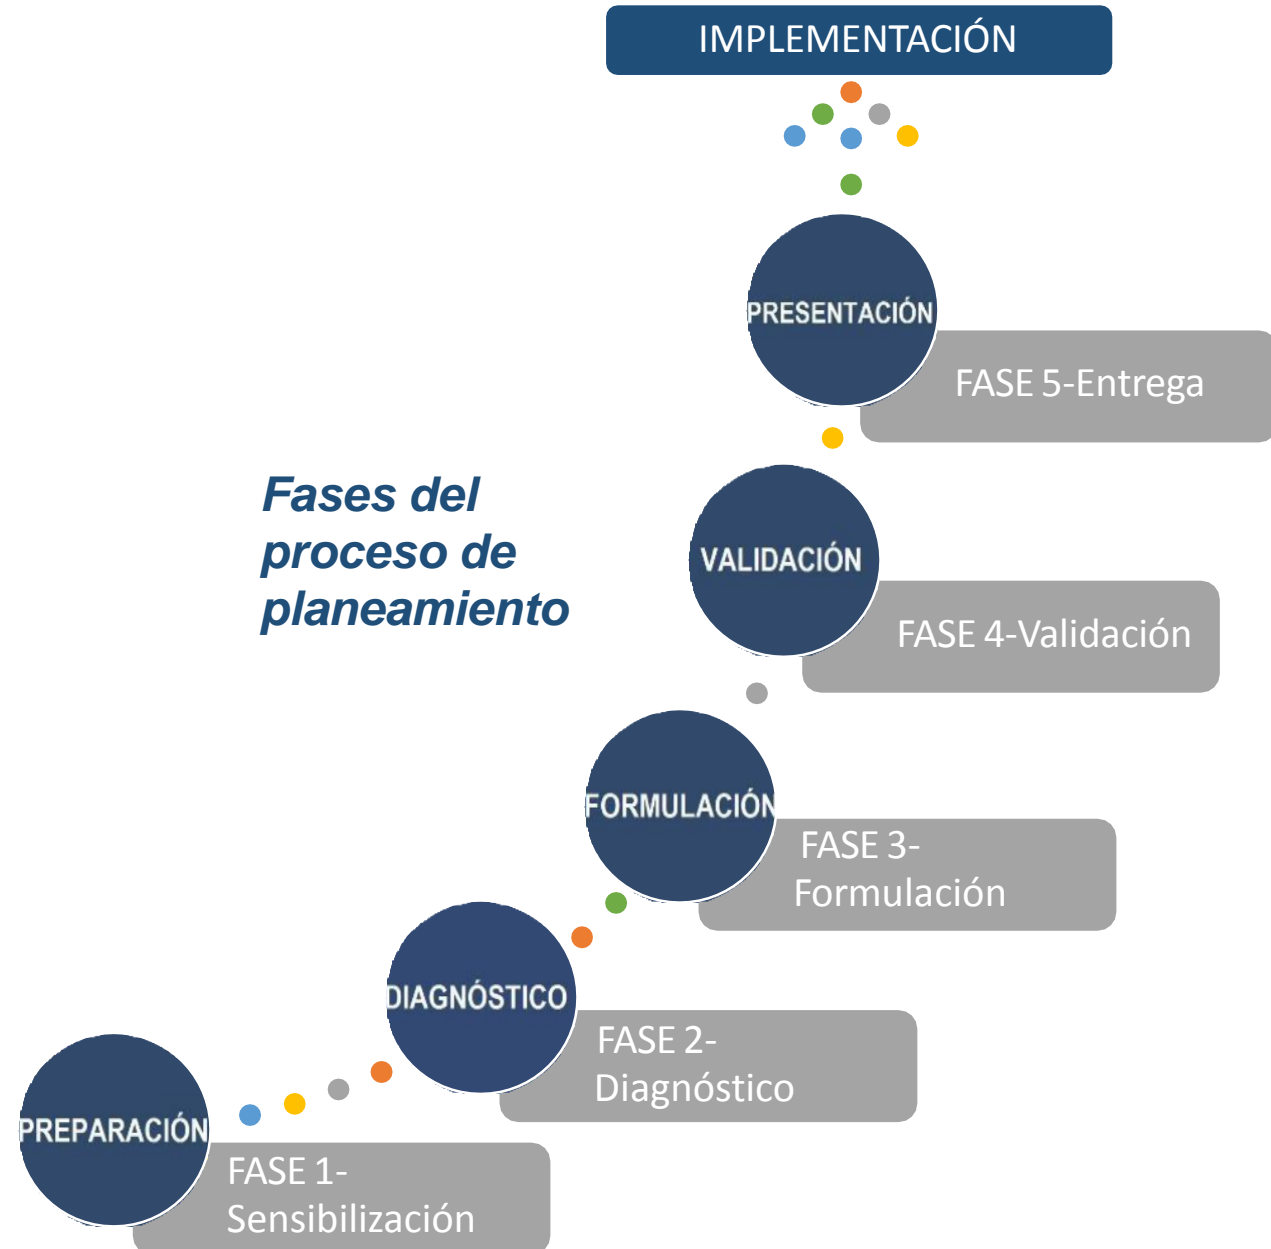 IMPLEMENTACIÓN
PRESENTACIÓN
FASE 5-Entrega
Fases del
proceso de
planeamiento
VALIDACIÓN
FASE 4-Validación
FORMULACIÓN
FASE 3-
Formulación
DIAGNÓSTICO
FASE 2-
Diagnóstico
PREPARACIÓN
FASE 1-
Sensibilización